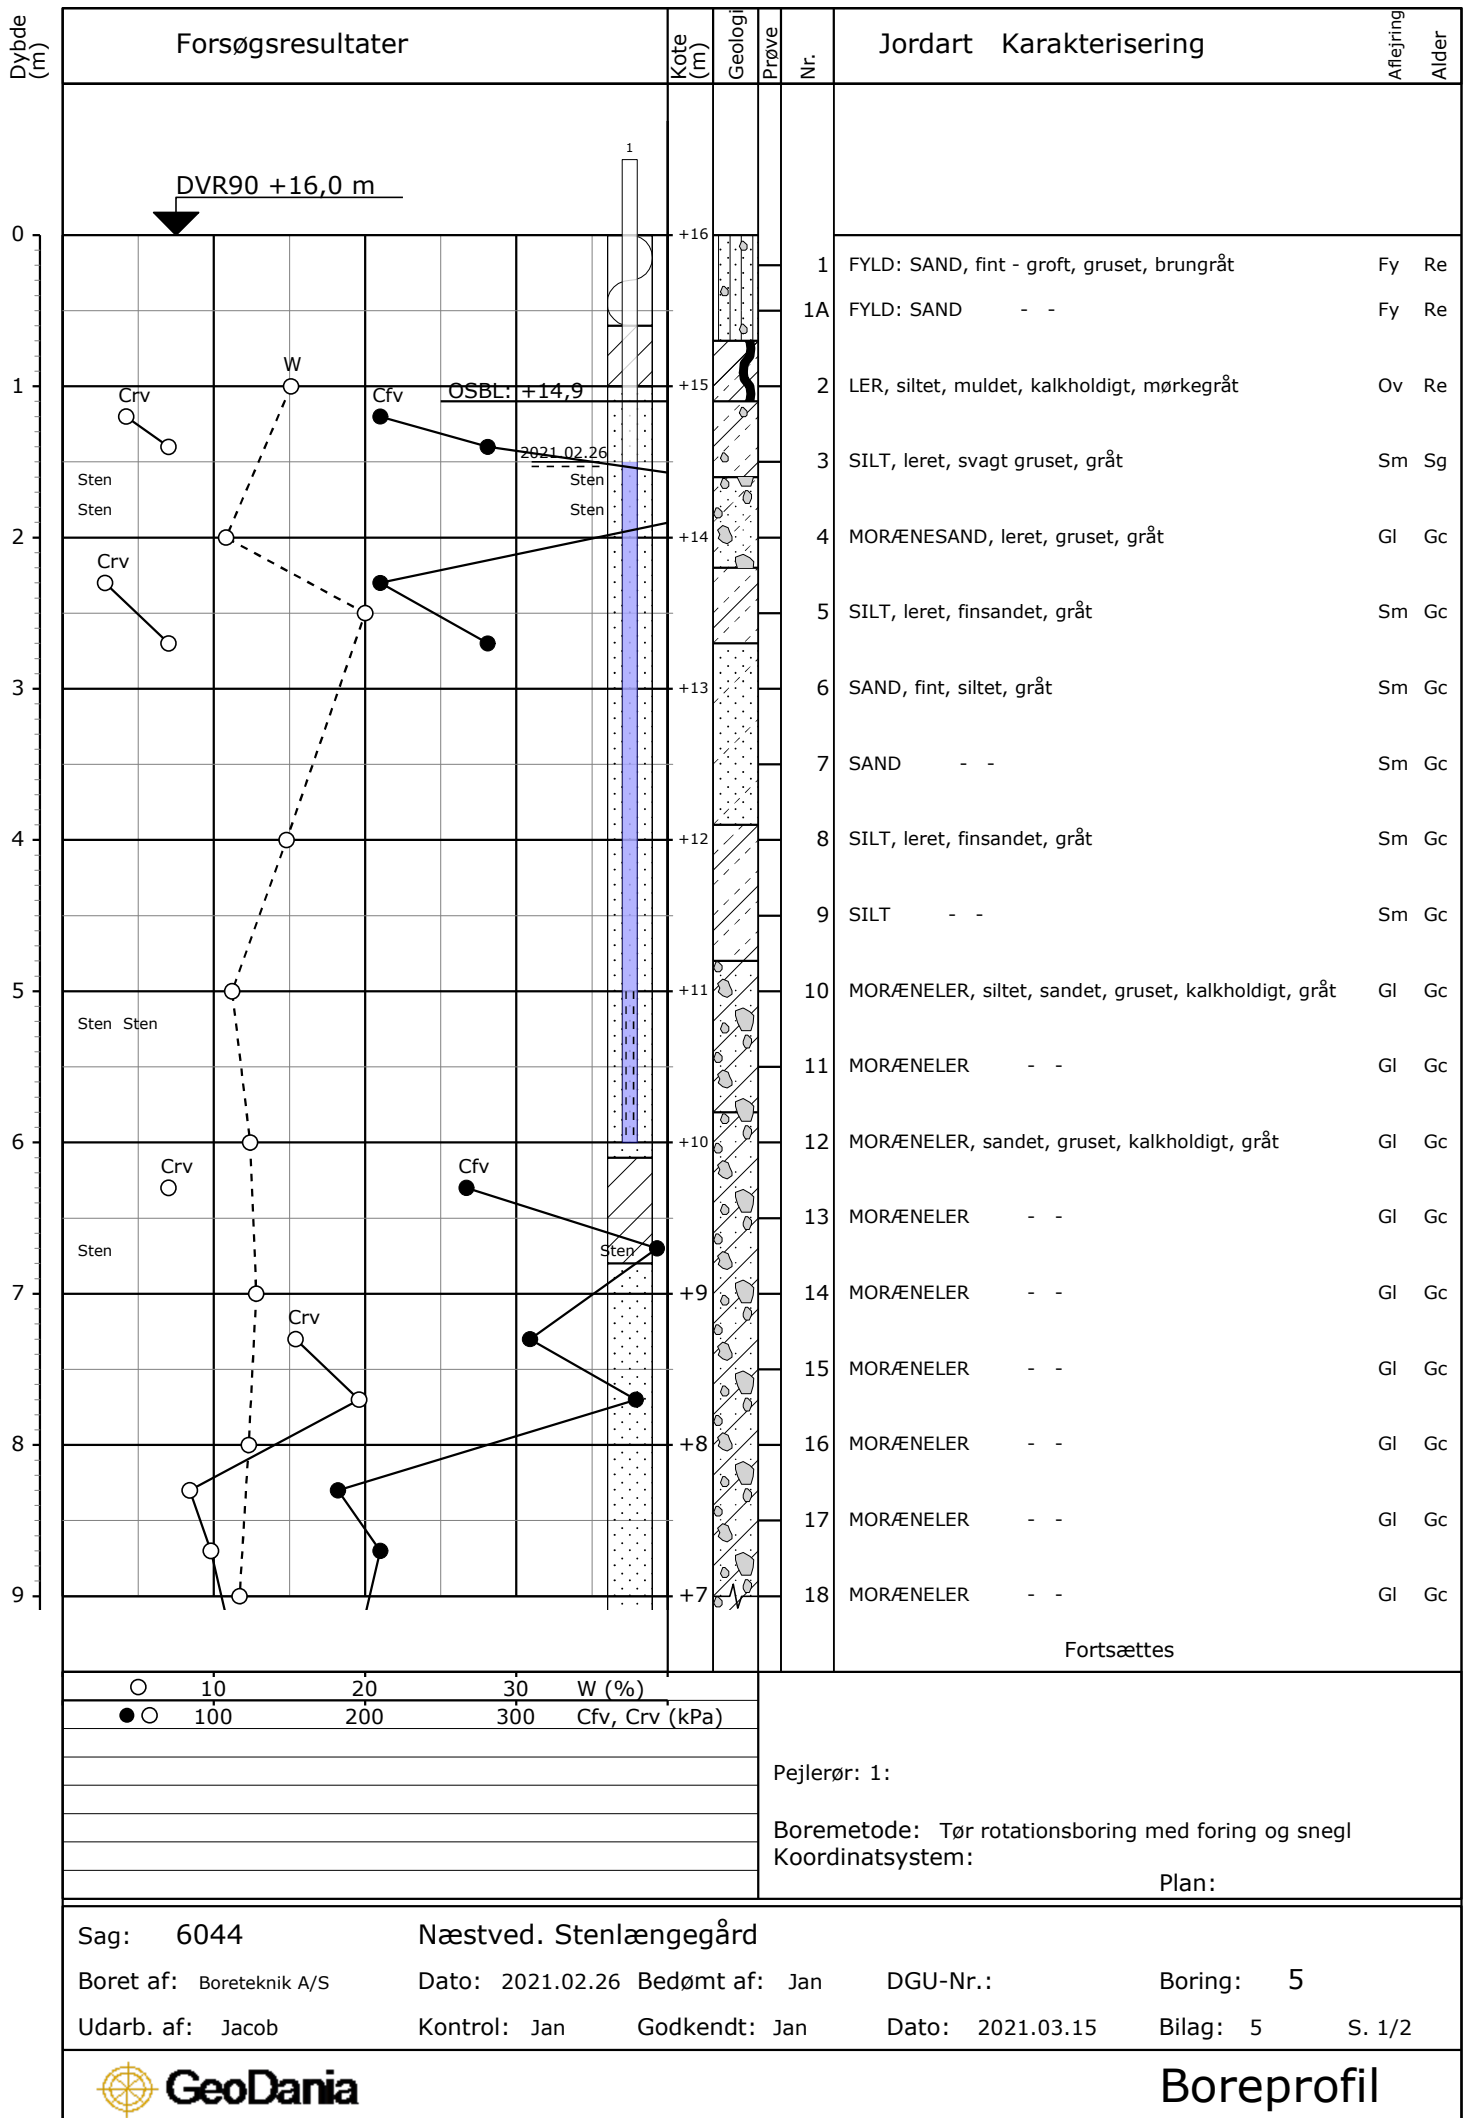 Dybde (m)
Forsøgsresultater
Kote (m)
Geologi
Prøve
Nr.
Jordart Karakterisering
Aflejring
Alder
1
DVR90 +16,0 m
0
+16
1 FYLD: SAND, fint - groft, gruset, brungråt Fy Re
1A FYLD: SAND - - Fy Re
W
1
Crv
Cfv
OSBL: +14,9
+15
2 LER, siltet, muldet, kalkholdigt, mørkegråt Ov Re
2021.02.26
3 SILT, leret, svagt gruset, gråt Sm Sg
Sten Sten
Sten Sten
2
+14
4 MORÆNESAND, leret, gruset, gråt Gl Gc
Crv
5 SILT, leret, finsandet, gråt Sm Gc
3
+13
6 SAND, fint, siltet, gråt Sm Gc
7 SAND - - Sm Gc
4
+12
8 SILT, leret, finsandet, gråt Sm Gc
9 SILT - - Sm Gc
5
+11
10 MORÆNELER, siltet, sandet, gruset, kalkholdigt, gråt Gl Gc
Sten Sten
11 MORÆNELER - - Gl Gc
6
+10
12 MORÆNELER, sandet, gruset, kalkholdigt, gråt Gl Gc
Crv
Cfv
13 MORÆNELER - - Gl Gc
Sten Sten
7
+9
14 MORÆNELER - - Gl Gc
Crv
15 MORÆNELER - - Gl Gc
8
+8
16 MORÆNELER - - Gl Gc
17 MORÆNELER - - Gl Gc
9
+7
18 MORÆNELER - - Gl Gc
Fortsættes
10 20 30 W (%)
100 200 300 Cfv, Crv (kPa)
Pejlerør: 1:
Boremetode: Tør rotationsboring med foring og snegl
Koordinatsystem:
Plan:
Sag: 6044 Næstved. Stenlængegård
Boret af: Boreteknik A/S Dato: 2021.02.26 Bedømt af: Jan DGU-Nr.: Boring: 5
Udarb. af: Jacob Kontrol: Jan Godkendt: Jan Dato: 2021.03.15 Bilag: 5 S. 1/2
GeoDania
Boreprofil